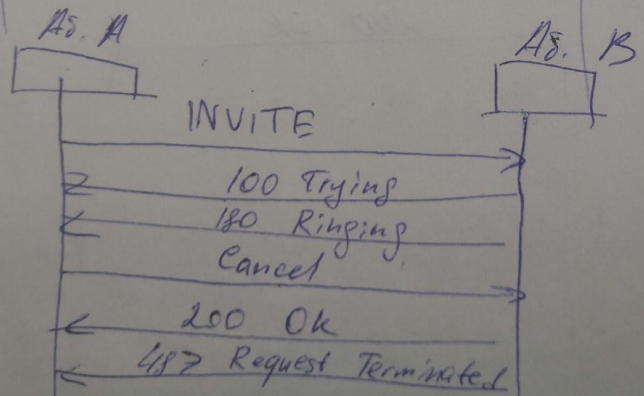 Аб. А
Аб. В
INVITE
100 Trying
180 Ringing
Cancel
200 Ok
487 Request Terminated